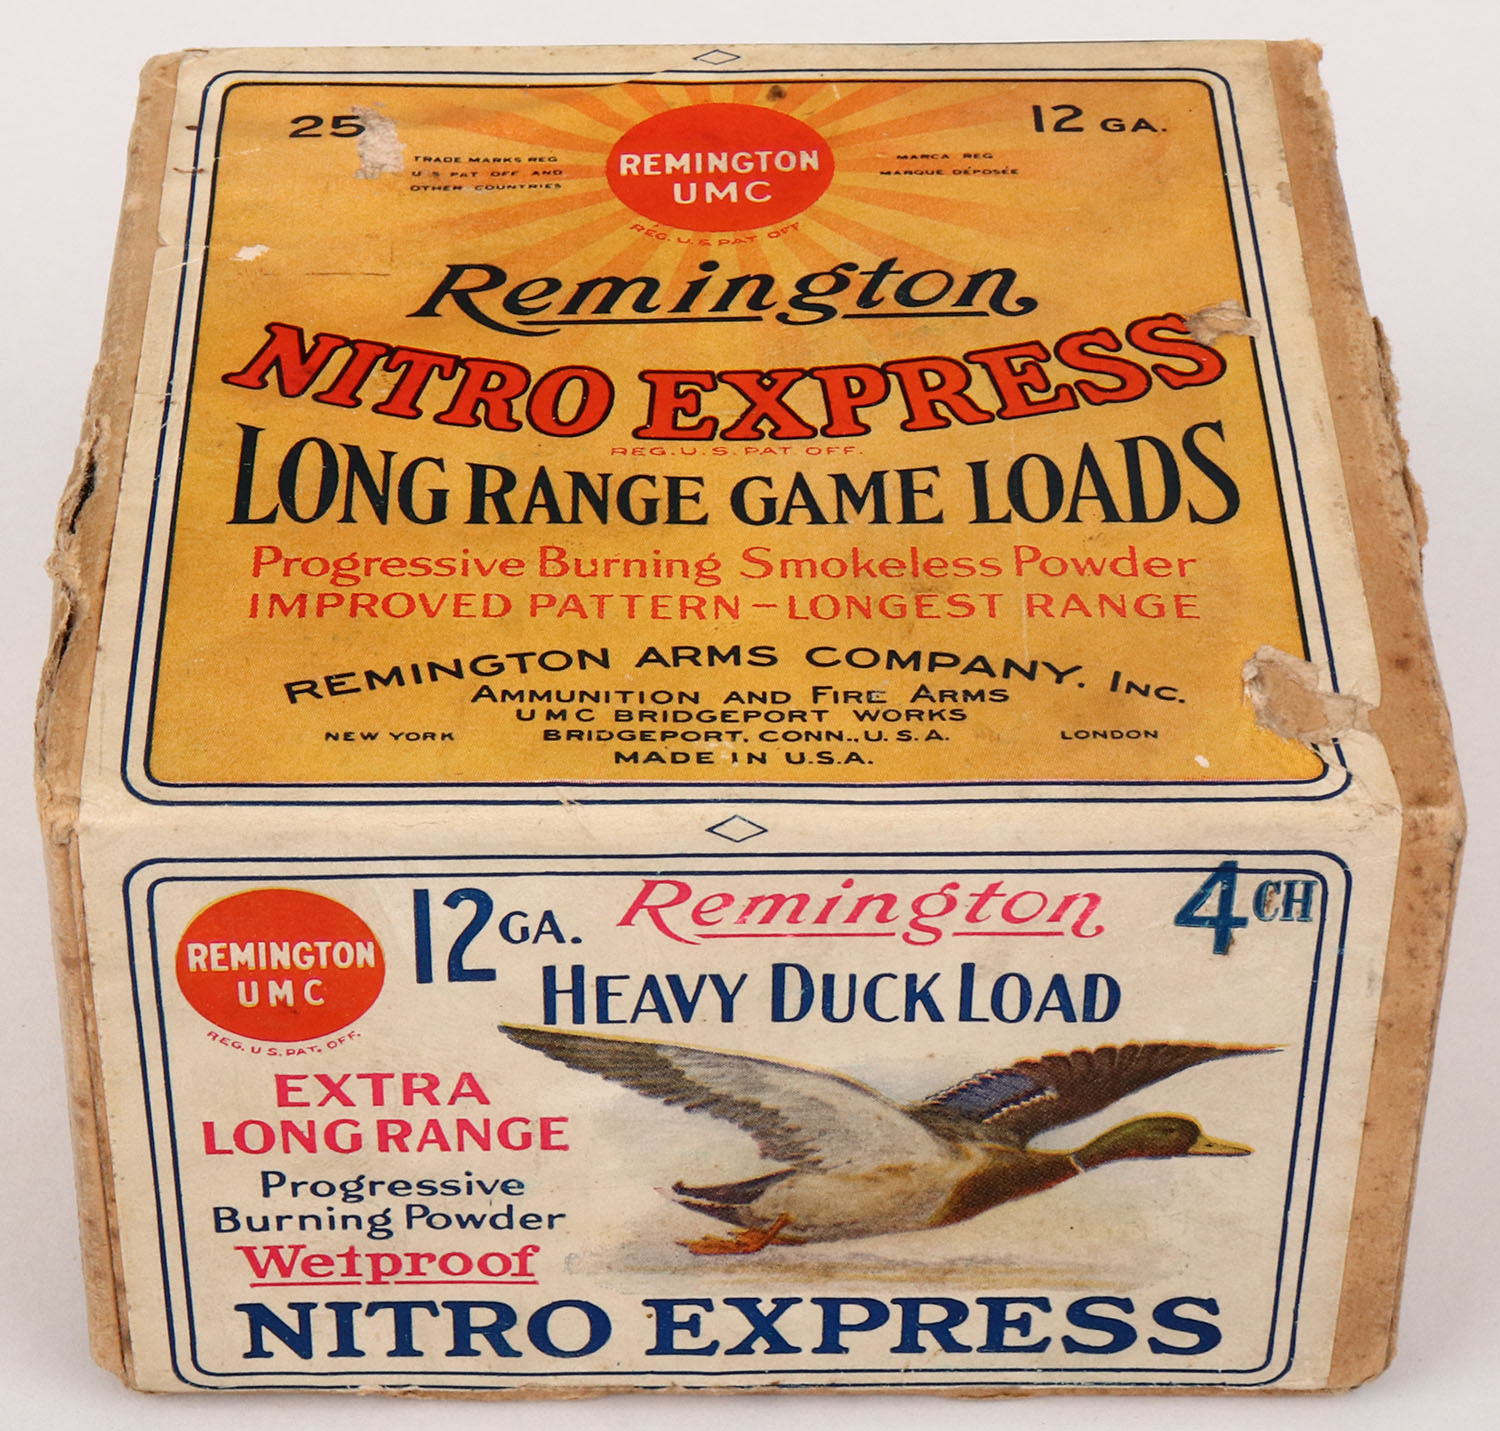 25
12 GA.
TRADE MARKS REG
U S PAT OFF AND
OTHER COUNTRIES
REMINGTON
UMC
REG. U. S. PAT OFF
MARCA REG
MARQUE DÉPOSÉE
Remington
NITRO EXPRESS
REG. U. S. PAT. OFF.
LONG RANGE GAME LOADS
Progressive Burning Smokeless Powder
IMPROVED PATTERN - LONGEST RANGE
REMINGTON ARMS COMPANY. INC.
AMMUNITION AND FIRE ARMS
UMC BRIDGEPORT WORKS
NEW YORK BRIDGEPORT, CONN., U. S. A. LONDON
MADE IN U.S.A.
REMINGTON
UMC
REG. U S. PAT. OFF.
12 GA.
Remington
4 CH
HEAVY DUCK LOAD
EXTRA
LONG RANGE
Progressive
Burning Powder
Wetproof
NITRO EXPRESS